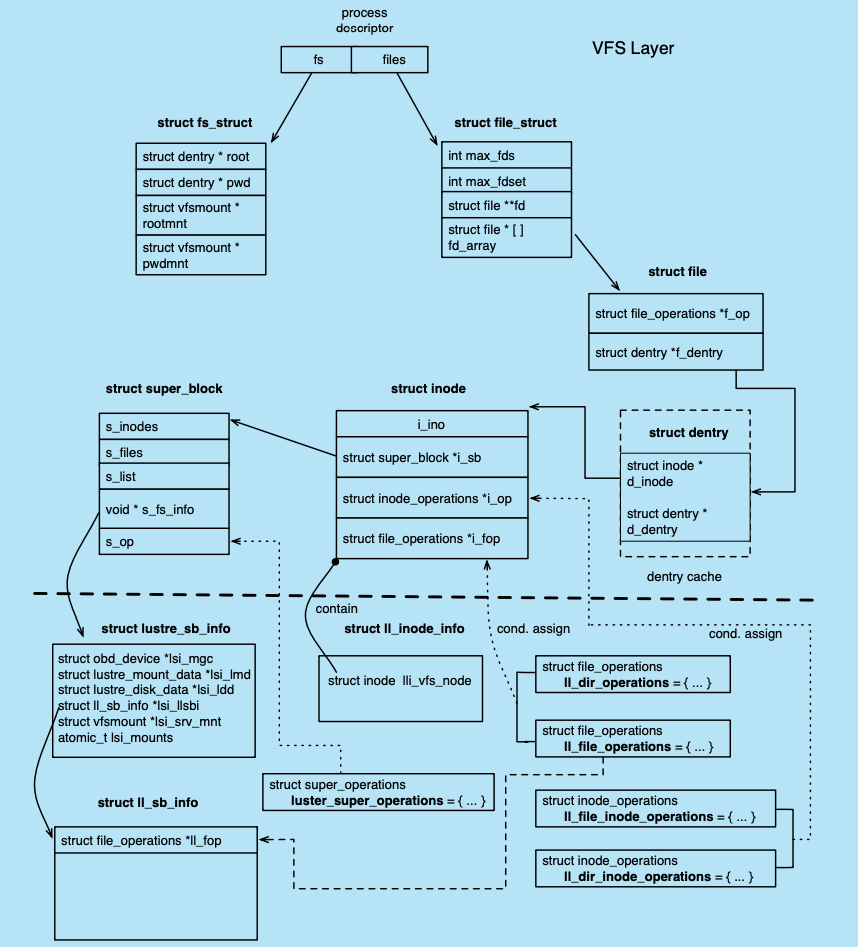 process
descriptor
VFS Layer
fs
files
struct fs_struct
struct dentry * root
struct dentry * pwd
struct vfsmount *
rootmnt
struct vfsmount *
pwdmnt
struct file_struct
int max_fds
int max_fdset
struct file **fd
struct file * [ ]
fd_array
struct file
struct file_operations *f_op
struct dentry *f_dentry
struct super_block
s_inodes
s_files
s_list
void * s_fs_info
s_op
struct inode
i_ino
struct super_block *i_sb
struct inode_operations *i_op
struct file_operations *i_fop
struct dentry
struct inode *
d_inode
struct dentry *
d_dentry
dentry cache
contain
cond. assign
cond. assign
struct lustre_sb_info
struct obd_device *lsi_mgc
struct lustre_mount_data *lsi_lmd
struct lustre_disk_data *lsi_ldd
struct ll_sb_info *lsi_llsbi
struct vfsmount *lsi_srv_mnt
atomic_t lsi_mounts
struct ll_inode_info
struct inode lli_vfs_node
struct file_operations
ll_dir_operations = { ... }
struct file_operations
ll_file_operations = { ... }
struct super_operations
luster_super_operations = { ... }
struct inode_operations
ll_file_inode_operations = { ... }
struct inode_operations
ll_dir_inode_operations = { ... }
struct ll_sb_info
struct file_operations *ll_fop